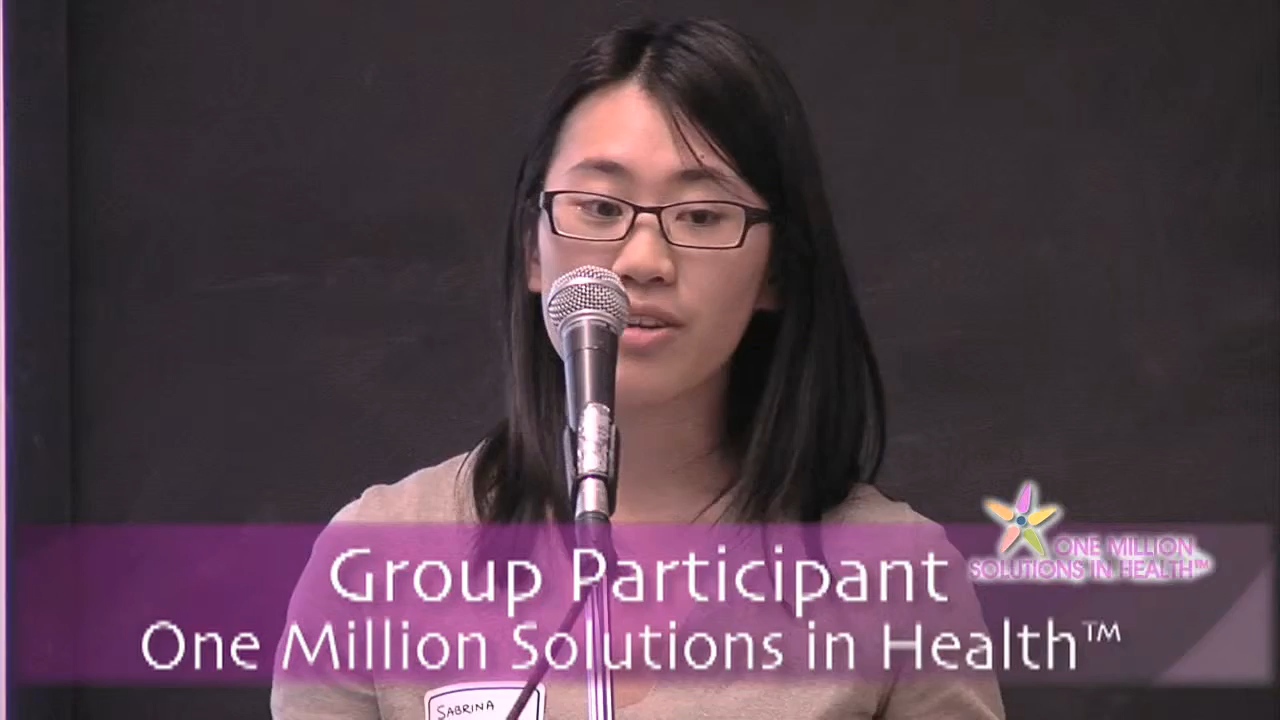 ONE MILLION
SOLUTIONS IN HEALTH™
Group Participant
One Million Solutions in Health™
SABRINA